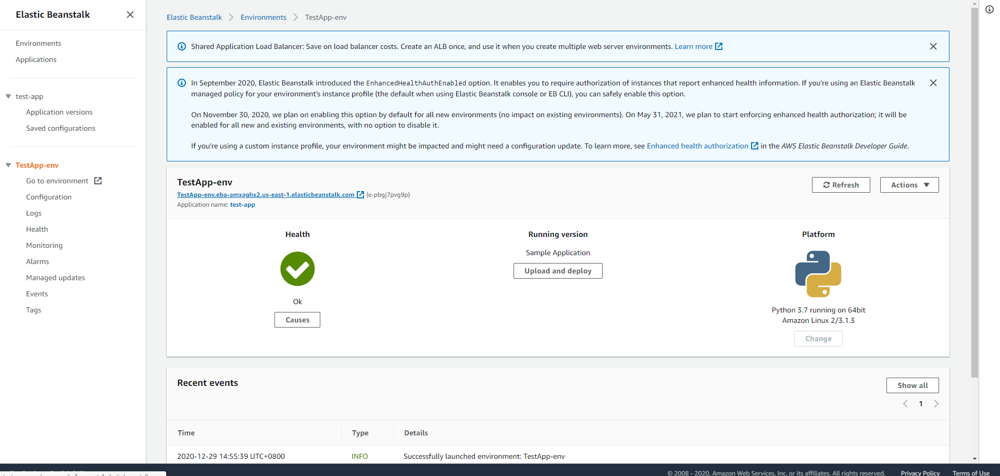 Elastic Beanstalk
Environments
Applications
test-app
Application versions
Saved configurations
TestApp-env
Go to environment
Configuration
Logs
Health
Monitoring
Alarms
Managed updates
Events
Tags
Elastic Beanstalk Environments TestApp-env
Shared Application Load Balancer: Save on load balancer costs. Create an ALB once, and use it when you create multiple web server environments. Learn more
In September 2020, Elastic Beanstalk introduced the EnhancedHealthAuthEnabled option. It enables you to require authorization of instances that report enhanced health information. If you're using an Elastic Beanstalk
managed policy for your environment's instance profile (the default when using Elastic Beanstalk console or EB CLI), you can safely enable this option.
On November 30, 2020, we plan on enabling this option by default for all new environments (no impact on existing environments). On May 31, 2021, we plan to start enforcing enhanced health authorization; it will be
enabled for all new and existing environments, with no option to disable it.
If you're using a custom instance profile, your environment might be impacted and might need a configuration update. To learn more, see Enhanced health authorization in the AWS Elastic Beanstalk Developer Guide.
TestApp-env
TestApp-env.eba-amxaghx2.us-east-1.elasticbeanstalk.com (e-pbgj7pvg9p)
Application name: test-app
Refresh
Actions
Health
Ok
Causes
Running version
Sample Application
Upload and deploy
Platform
Python 3.7 running on 64bit
Amazon Linux 2/3.1.3
Change
Recent events
Show all
1
Time Type Details
2020-12-29 14:55:39 UTC+0800 INFO Successfully launched environment: TestApp-env
© 2008 - 2020, Amazon Web Services, Inc. or its affiliates. All rights reserved. Privacy Policy Terms of Use